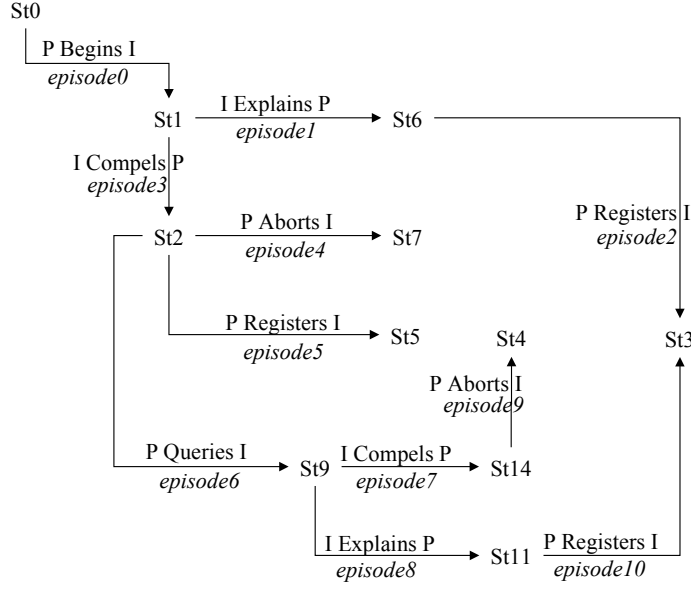 St0
P Begins I
episode0
St1
I Explains P
episode1
St6
I Compels P
episode3
P Registers I
episode2
St2
P Aborts I
episode4
St7
P Registers I
episode5
St5
St4
St3
P Aborts I
episode9
P Queries I
episode6
St9
I Compels P
episode7
St14
I Explains P
episode8
St11
P Registers I
episode10